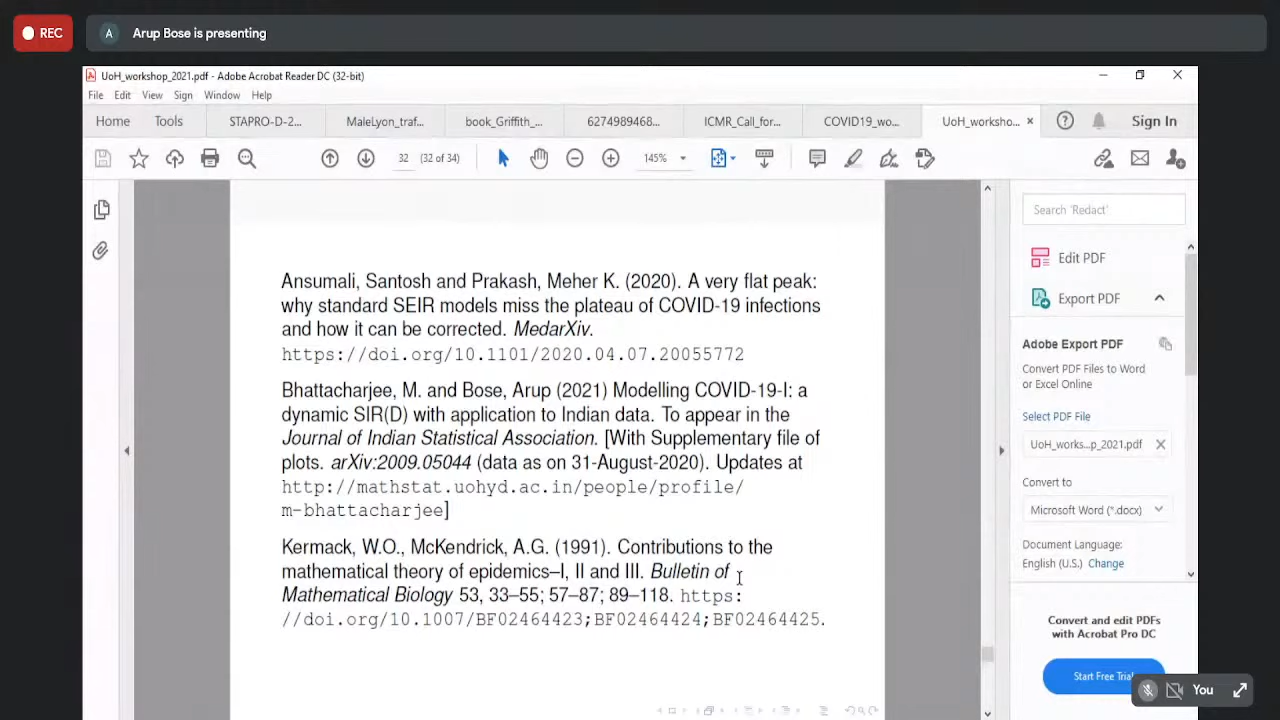 REC
A
Arup Bose is presenting
UoH_workshop_2021.pdf - Adobe Acrobat Reader DC (32-bit)
File Edit View Sign Window Help
Home Tools STAPRO-D-2... MaleLyon_traf... book_Griffith_... 6274989468... ICMR_Call_for... COVID19_wo... UoH_worksho... × Sign In
32 (32 of 34) 145%
Search 'Redact'
Edit PDF
Export PDF
Adobe Export PDF
Convert PDF Files to Word
or Excel Online
Select PDF File
UoH_works...p_2021.pdf
Convert to
Microsoft Word (*.docx)
Document Language:
English (U.S.) Change
Convert and edit PDFs
with Acrobat Pro DC
Start Free Trial
You
Ansumali, Santosh and Prakash, Meher K. (2020). A very flat peak:
why standard SEIR models miss the plateau of COVID-19 infections
and how it can be corrected. MedarXiv.
https://doi.org/10.1101/2020.04.07.20055772
Bhattacharjee, M. and Bose, Arup (2021) Modelling COVID-19-I: a
dynamic SIR(D) with application to Indian data. To appear in the
Journal of Indian Statistical Association. [With Supplementary file of
plots. arXiv:2009.05044 (data as on 31-August-2020). Updates at
http://mathstat.uohyd.ac.in/people/profile/
m-bhattacharjee]
Kermack, W.O., McKendrick, A.G. (1991). Contributions to the
mathematical theory of epidemics–I, II and III. Bulletin of
Mathematical Biology 53, 33–55; 57–87; 89–118. https:
//doi.org/10.1007/BF02464423;BF02464424;BF02464425.